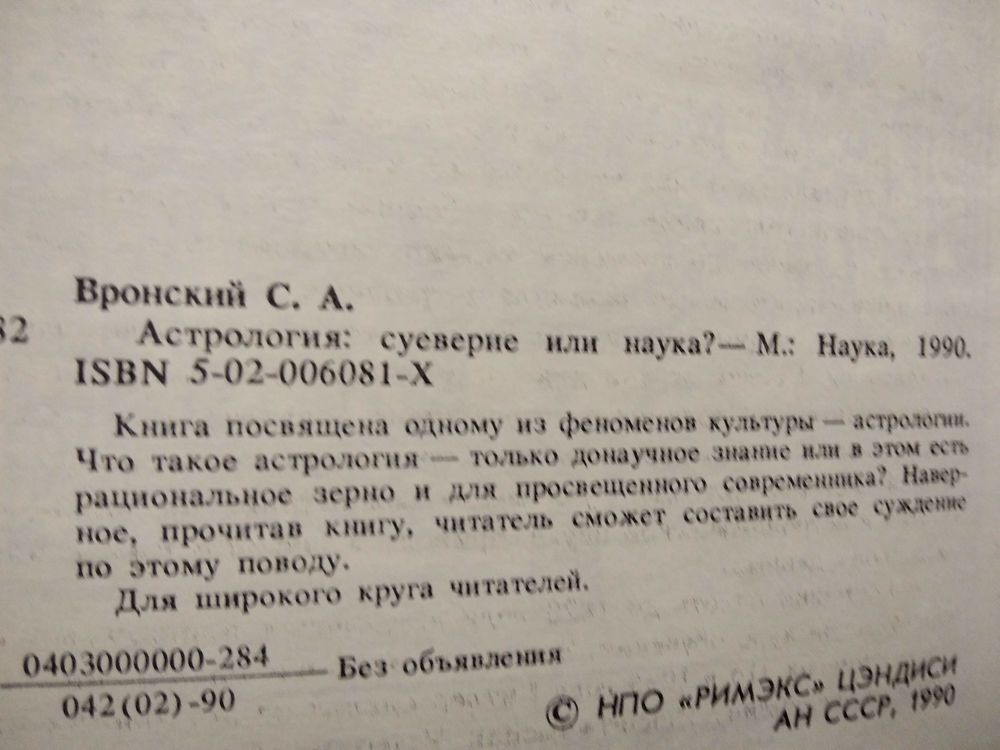 Вронский С. А.
82 Астрология: суеверие или наука?— М.: Наука, 1990.
ISBN 5-02-006081-X
Книга посвящена одному из феноменов культуры — астрологии.
Что такое астрология — только донаучное знание или в этом есть
рациональное зерно и для просвещенного современника? Навер-
ное, прочитав книгу, читатель сможет составить свое суждение
по этому поводу.
Для широкого круга читателей.
0403000000-284
042(02)-90
Без объявления
© НПО «РИМЭКС» ЦЭНДИСИ
АН СССР, 1990